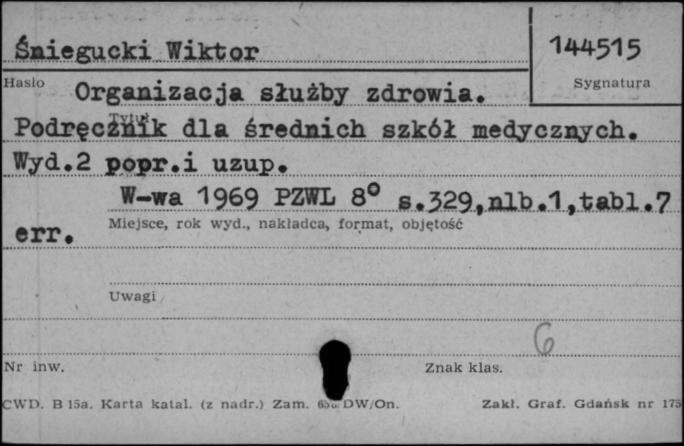 Śniegucki Wiktor
144515
Hasło
Sygnatura
Organizacja służby zdrowia.
Tytuł
Podręcznik dla średnich szkół medycznych.
Wyd.2 popr.i uzup.
W-wa 1969 PZWL 8° s.329,nlb.1,tabl.7
Miejsce, rok wyd., nakładca, format, objętość
err.
Uwagi
6
Nr inw.
Znak klas.
CWD. B 15a. Karta katal. (z nadr.) Zam. DW/On.
Zakł. Graf. Gdańsk nr 175